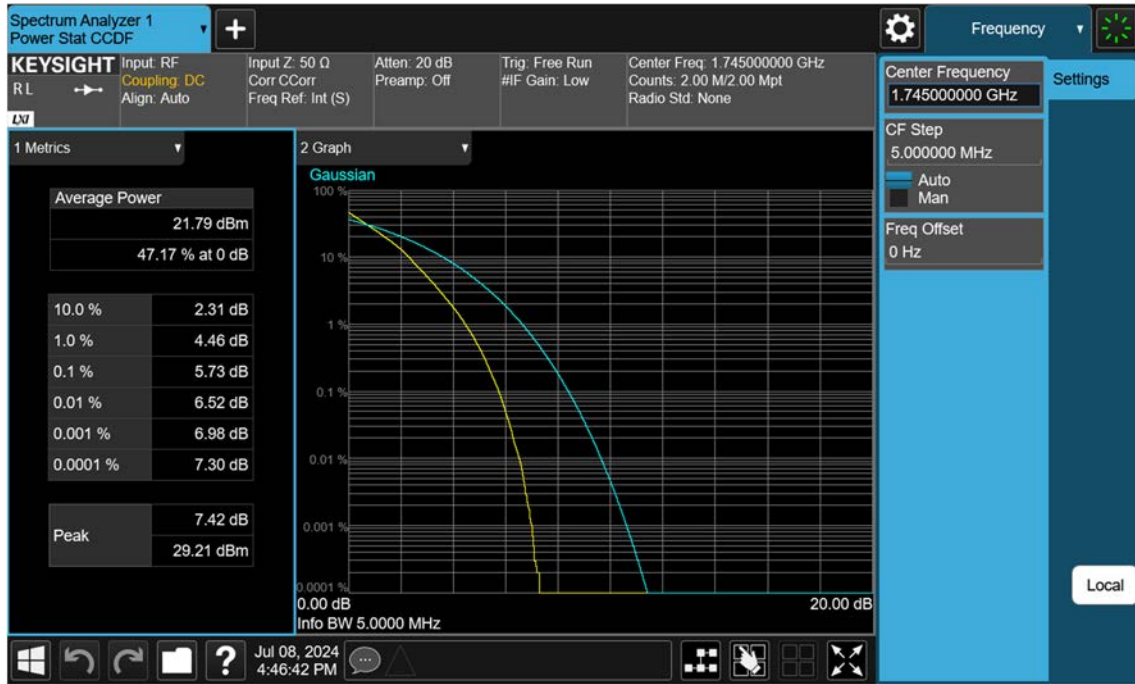 Spectrum Analyzer 1
Power Stat CCDF
+
Frequency
KEYSIGHT
RL
LXI
Input: RF
Coupling: DC
Align: Auto
Input Z: 50 Ω
Corr CCorr
Freq Ref: Int (S)
Atten: 20 dB
Preamp: Off
Trig: Free Run
#IF Gain: Low
Center Freq: 1.745000000 GHz
Counts: 2.00 M/2.00 Mpt
Radio Std: None
Center Frequency
1.745000000 GHz
Settings
CF Step
5.000000 MHz
Auto
Man
Freq Offset
0 Hz
Local
1 Metrics
Average Power
21.79 dBm
47.17 % at 0 dB
10.0 % 2.31 dB
1.0 % 4.46 dB
0.1 % 5.73 dB
0.01 % 6.52 dB
0.001 % 6.98 dB
0.0001 % 7.30 dB
Peak
7.42 dB
29.21 dBm
2 Graph
Gaussian
100 %
10 %
1 %
0.1 %
0.01 %
0.001 %
0.0001 %
0.00 dB 20.00 dB
Info BW 5.0000 MHz
?
Jul 08, 2024
4:46:42 PM